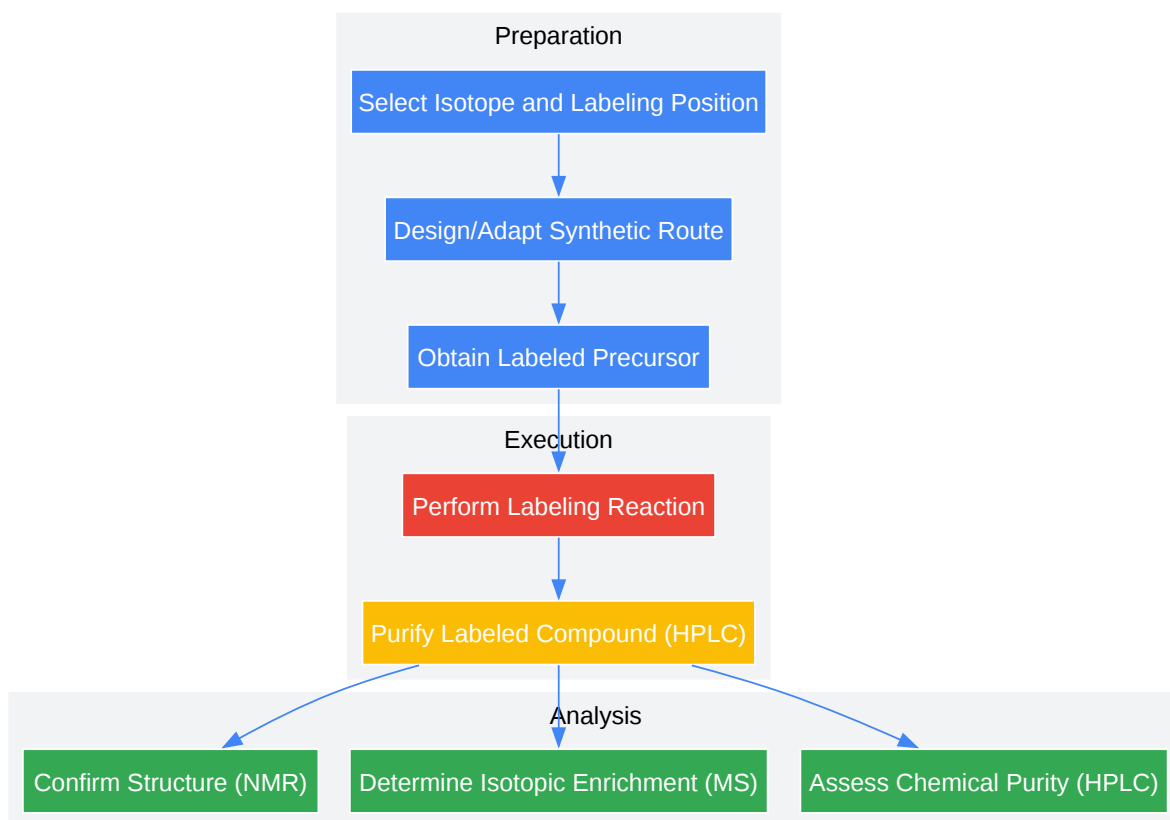 Preparation
Select Isotope and Labeling Position
Design/Adapt Synthetic Route
Obtain Labeled Precursor
Execution
Perform Labeling Reaction
Purify Labeled Compound (HPLC)
Analysis
Confirm Structure (NMR)
Determine Isotopic Enrichment (MS)
Assess Chemical Purity (HPLC)